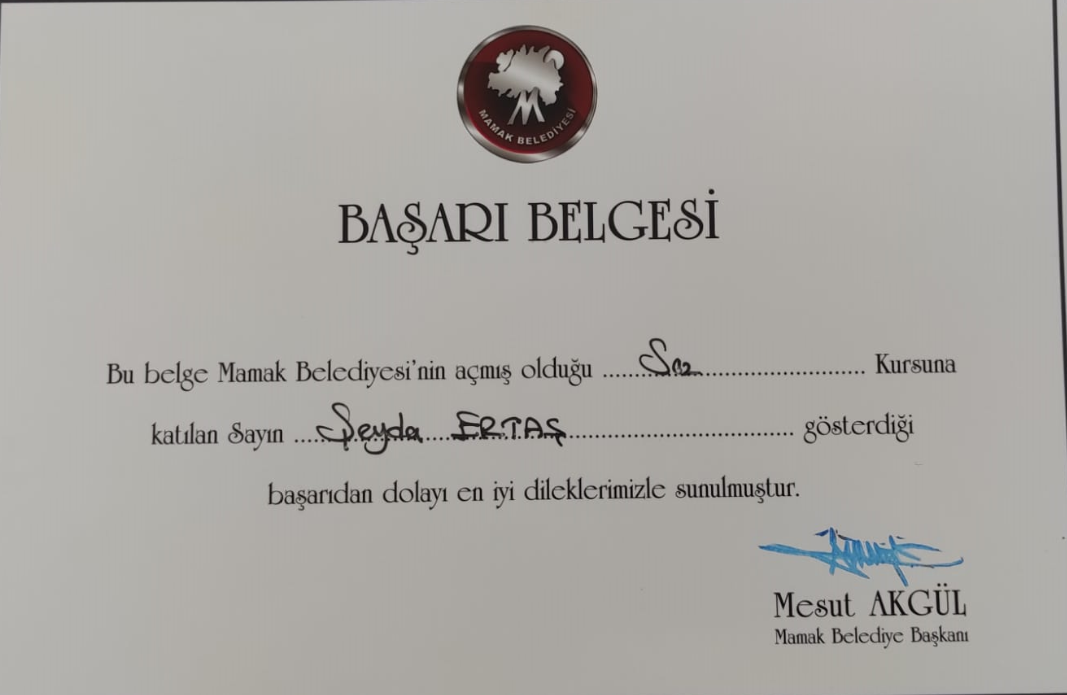 MAMAK BELEDİYESİ
BAŞARI BELGESİ
Bu belge Mamak Belediyesi'nin açmış olduğu ...... Saz ........................... Kursuna
katılan Sayın ..... Şeyda .... ERTAŞ ..................................... gösterdiği
başarıdan dolayı en iyi dileklerimizle sunulmuştur.
Mesut AKGÜL
Mamak Belediye Başkanı